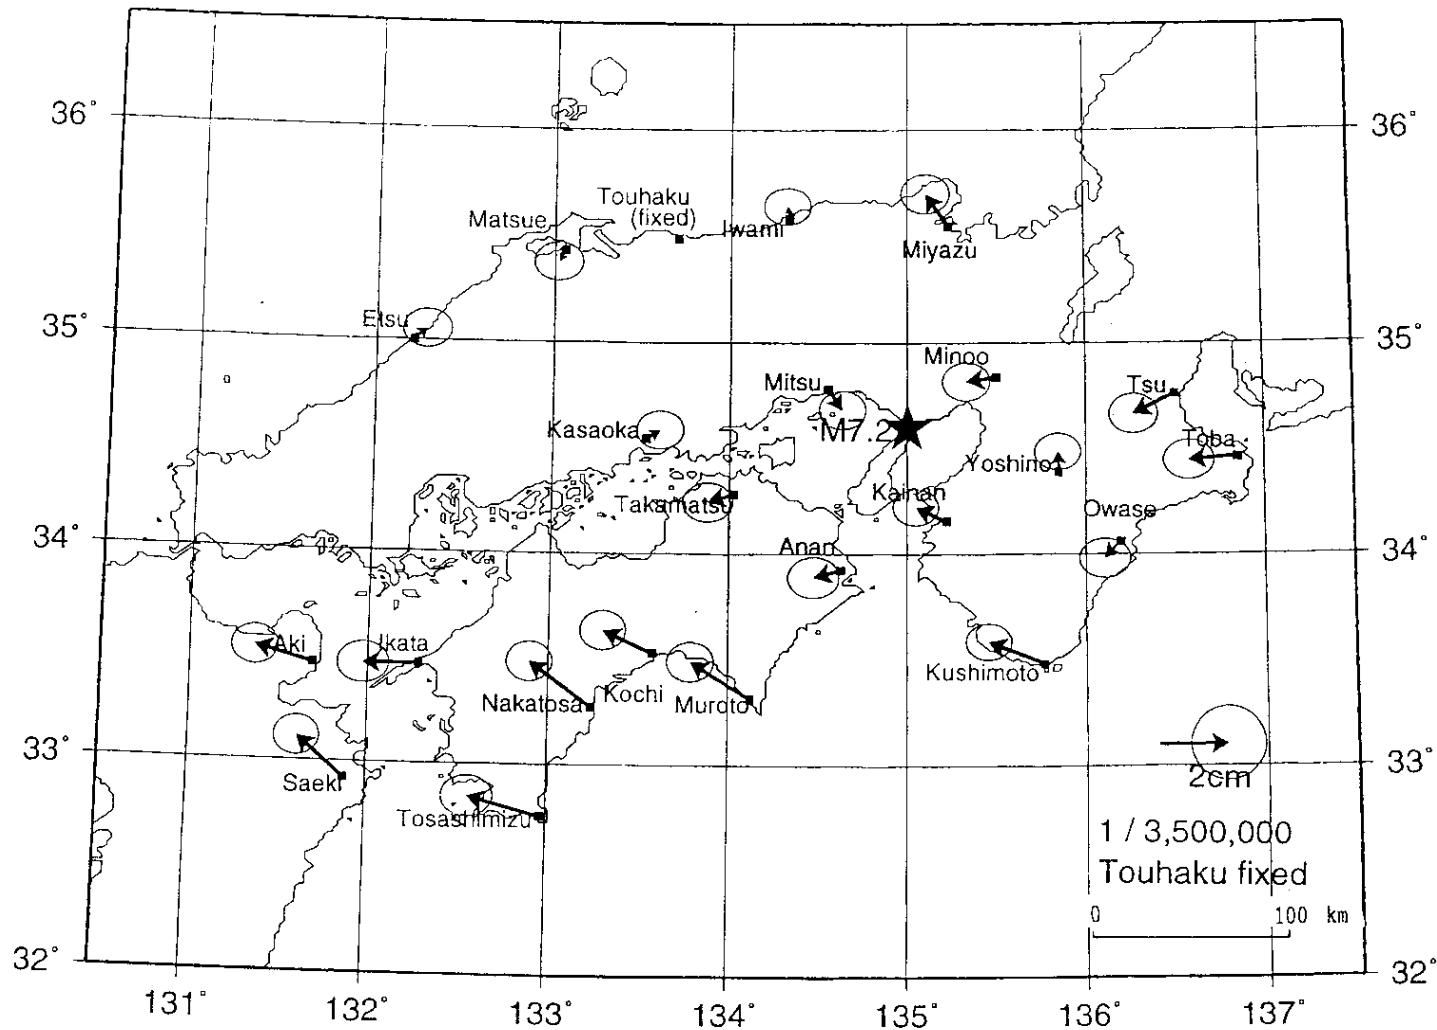 36°
36°
Touhaku
(fixed)
Matsue
Iwami
Miyazu
Etsu
35°
35°
Minoo
Mitsu
Tsu
M7.2
Kasaoka
Toba
Yoshino
Kainan
Takamatsu
Owase
34°
34°
Anan
Aki
Ikata
Kushimoto
Kochi
Nakatosa
Muroto
33°
33°
Saeki
2cm
Tosashimizu
1 / 3,500,000
Touhaku fixed
0 100 km
32°
32°
131° 132° 133° 134° 135° 136° 137°